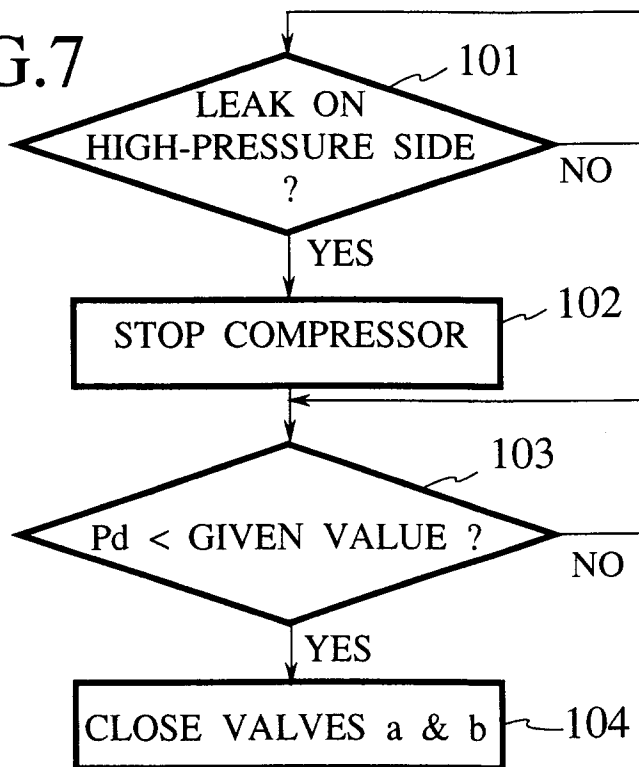 G.7
101
LEAK ON
HIGH-PRESSURE SIDE
?
NO
YES
102
STOP COMPRESSOR
103
Pd < GIVEN VALUE ?
NO
YES
CLOSE VALVES a & b
104